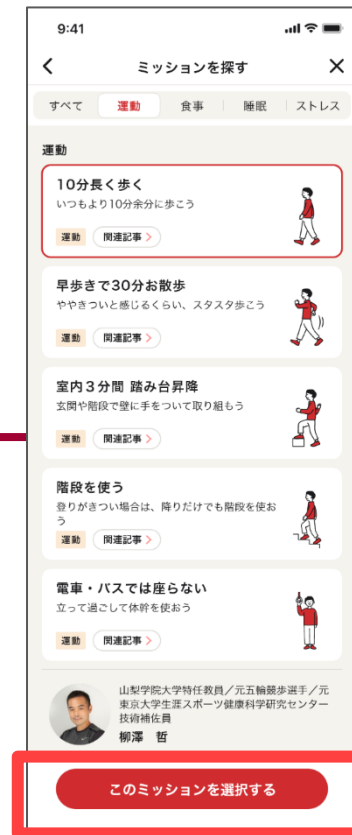 9:41
ミッションを探す
すべて 運動 食事 睡眠 ストレス
運動
10分長く歩く
いつもより10分余分に歩こう
運動 関連記事 >
早歩きで30分お散歩
ややきついと感じるくらい、スタスタ歩こう
運動 関連記事 >
室内３分間 踏み台昇降
玄関や階段で壁に手をついて取り組もう
運動 関連記事 >
階段を使う
登りがきつい場合は、降りだけでも階段を使お
う
運動 関連記事 >
電車・バスでは座らない
立って過ごして体幹を使おう
運動 関連記事 >
山梨学院大学特任教員／元五輪競歩選手／元
東京大学生涯スポーツ健康科学研究センター
技術補佐員
柳澤 哲
このミッションを選択する